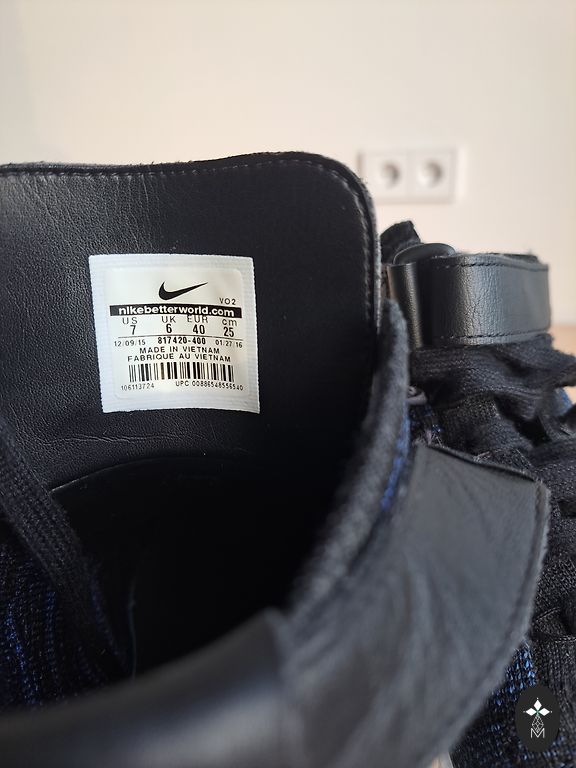 VO2
nikebetterworld.com
US UK EUR cm
7 6 40 25
12/09/15 817420-400 01/27/16
MADE IN VIETNAM
FABRIQUE AU VIETNAM
106113724 UPC 00886548556540
M